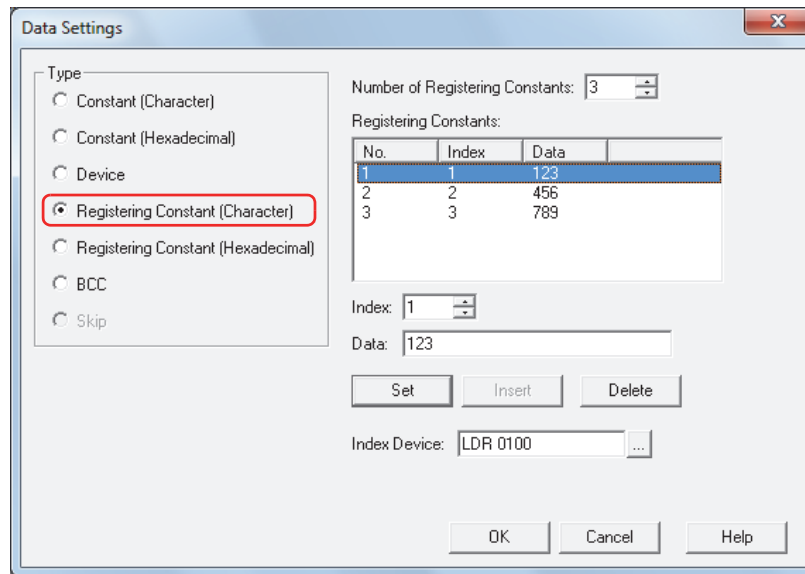 Data Settings
Type
Constant (Character)
Constant (Hexadecimal)
Device
Registering Constant (Character)
Registering Constant (Hexadecimal)
BCC
Skip
Number of Registering Constants: 3
Registering Constants:
No. Index Data
1 1 123
2 2 456
3 3 789
Index: 1
Data: 123
Set Insert Delete
Index Device: LDR 0100 ...
OK Cancel Help